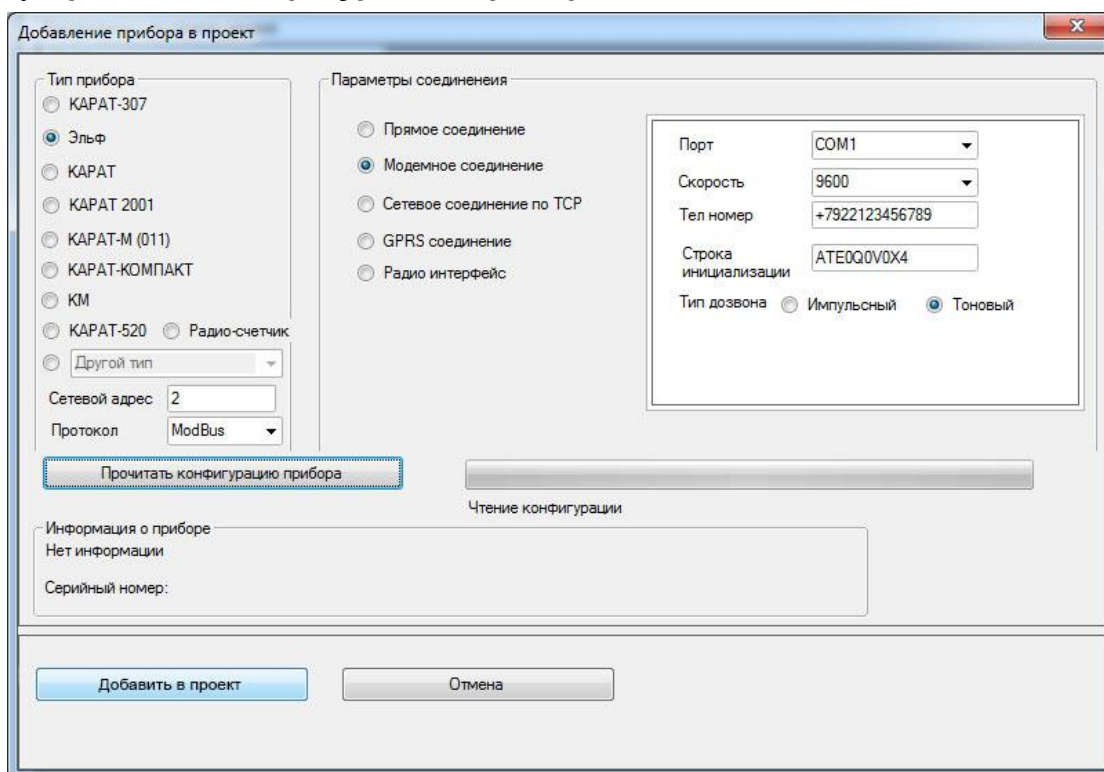 Добавление прибора в проект
Тип прибора
КАРАТ-307
Эльф
КАРАТ
КАРАТ 2001
КАРАТ-М (011)
КАРАТ-КОМПАКТ
КМ
КАРАТ-520 Радио-счетчик
Другой тип
Сетевой адрес 2
Протокол ModBus
Параметры соединенеия
Прямое соединение
Модемное соединение
Сетевое соединение по TCP
GPRS соединение
Радио интерфейс
Порт COM1
Скорость 9600
Тел номер +7922123456789
Строка
инициализации ATE0Q0V0X4
Тип дозвона Импульсный Тоновый
Прочитать конфигурацию прибора
Чтение конфигурации
Информация о приборе
Нет информации
Серийный номер:
Добавить в проект Отмена